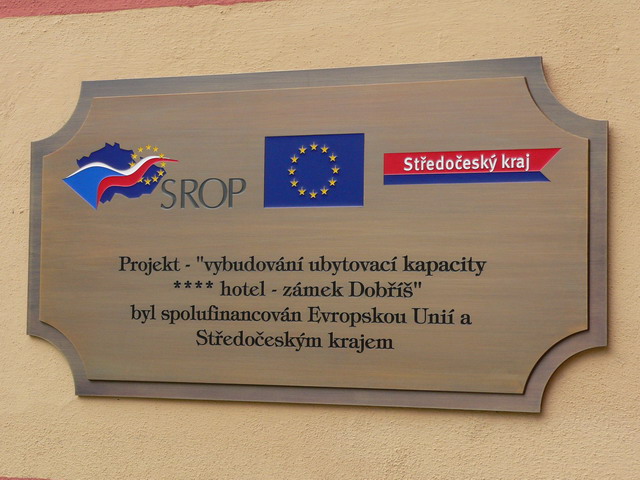 SROP
Středočeský kraj
Projekt - "vybudování ubytovací kapacity
**** hotel - zámek Dobříš"
byl spolufinancován Evropskou Unií a
Středočeským krajem